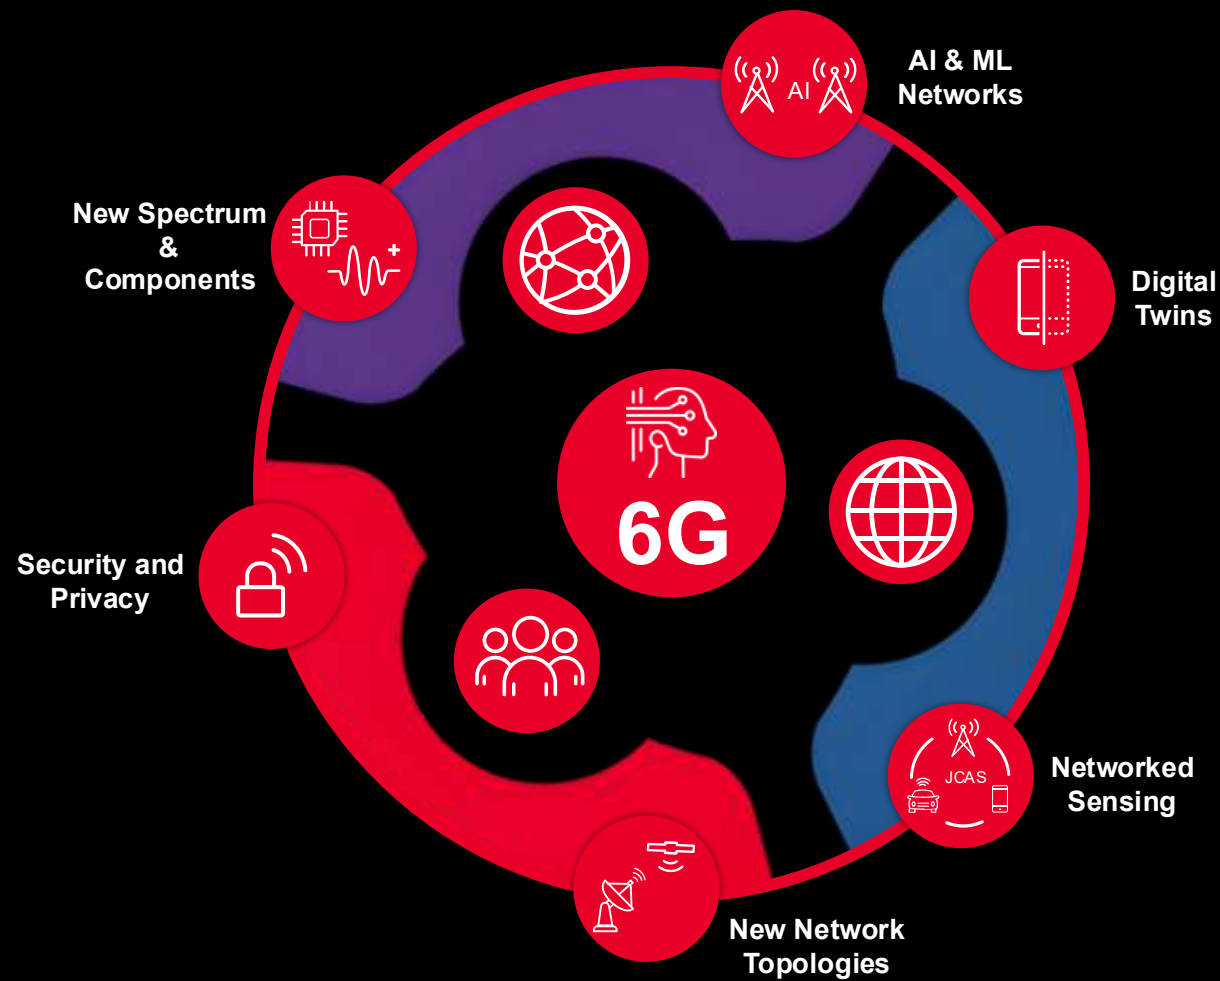 AI & ML
Networks
AI
New Spectrum
&
Components
Digital
Twins
6G
Security and
Privacy
JCAS
Networked
Sensing
New Network
Topologies